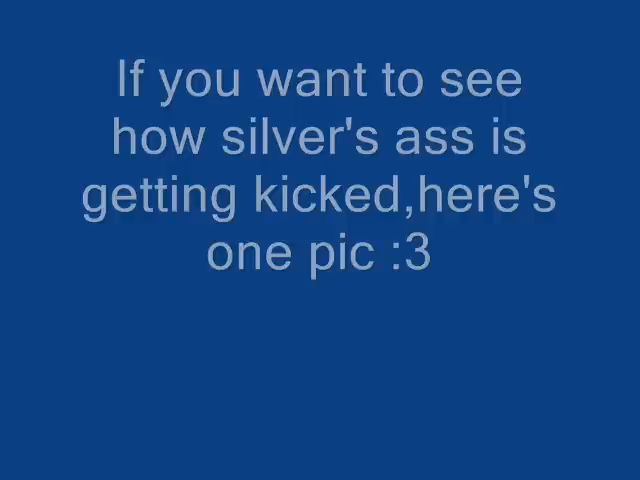 If you want to see
how silver's ass is
getting kicked,here's
one pic :3